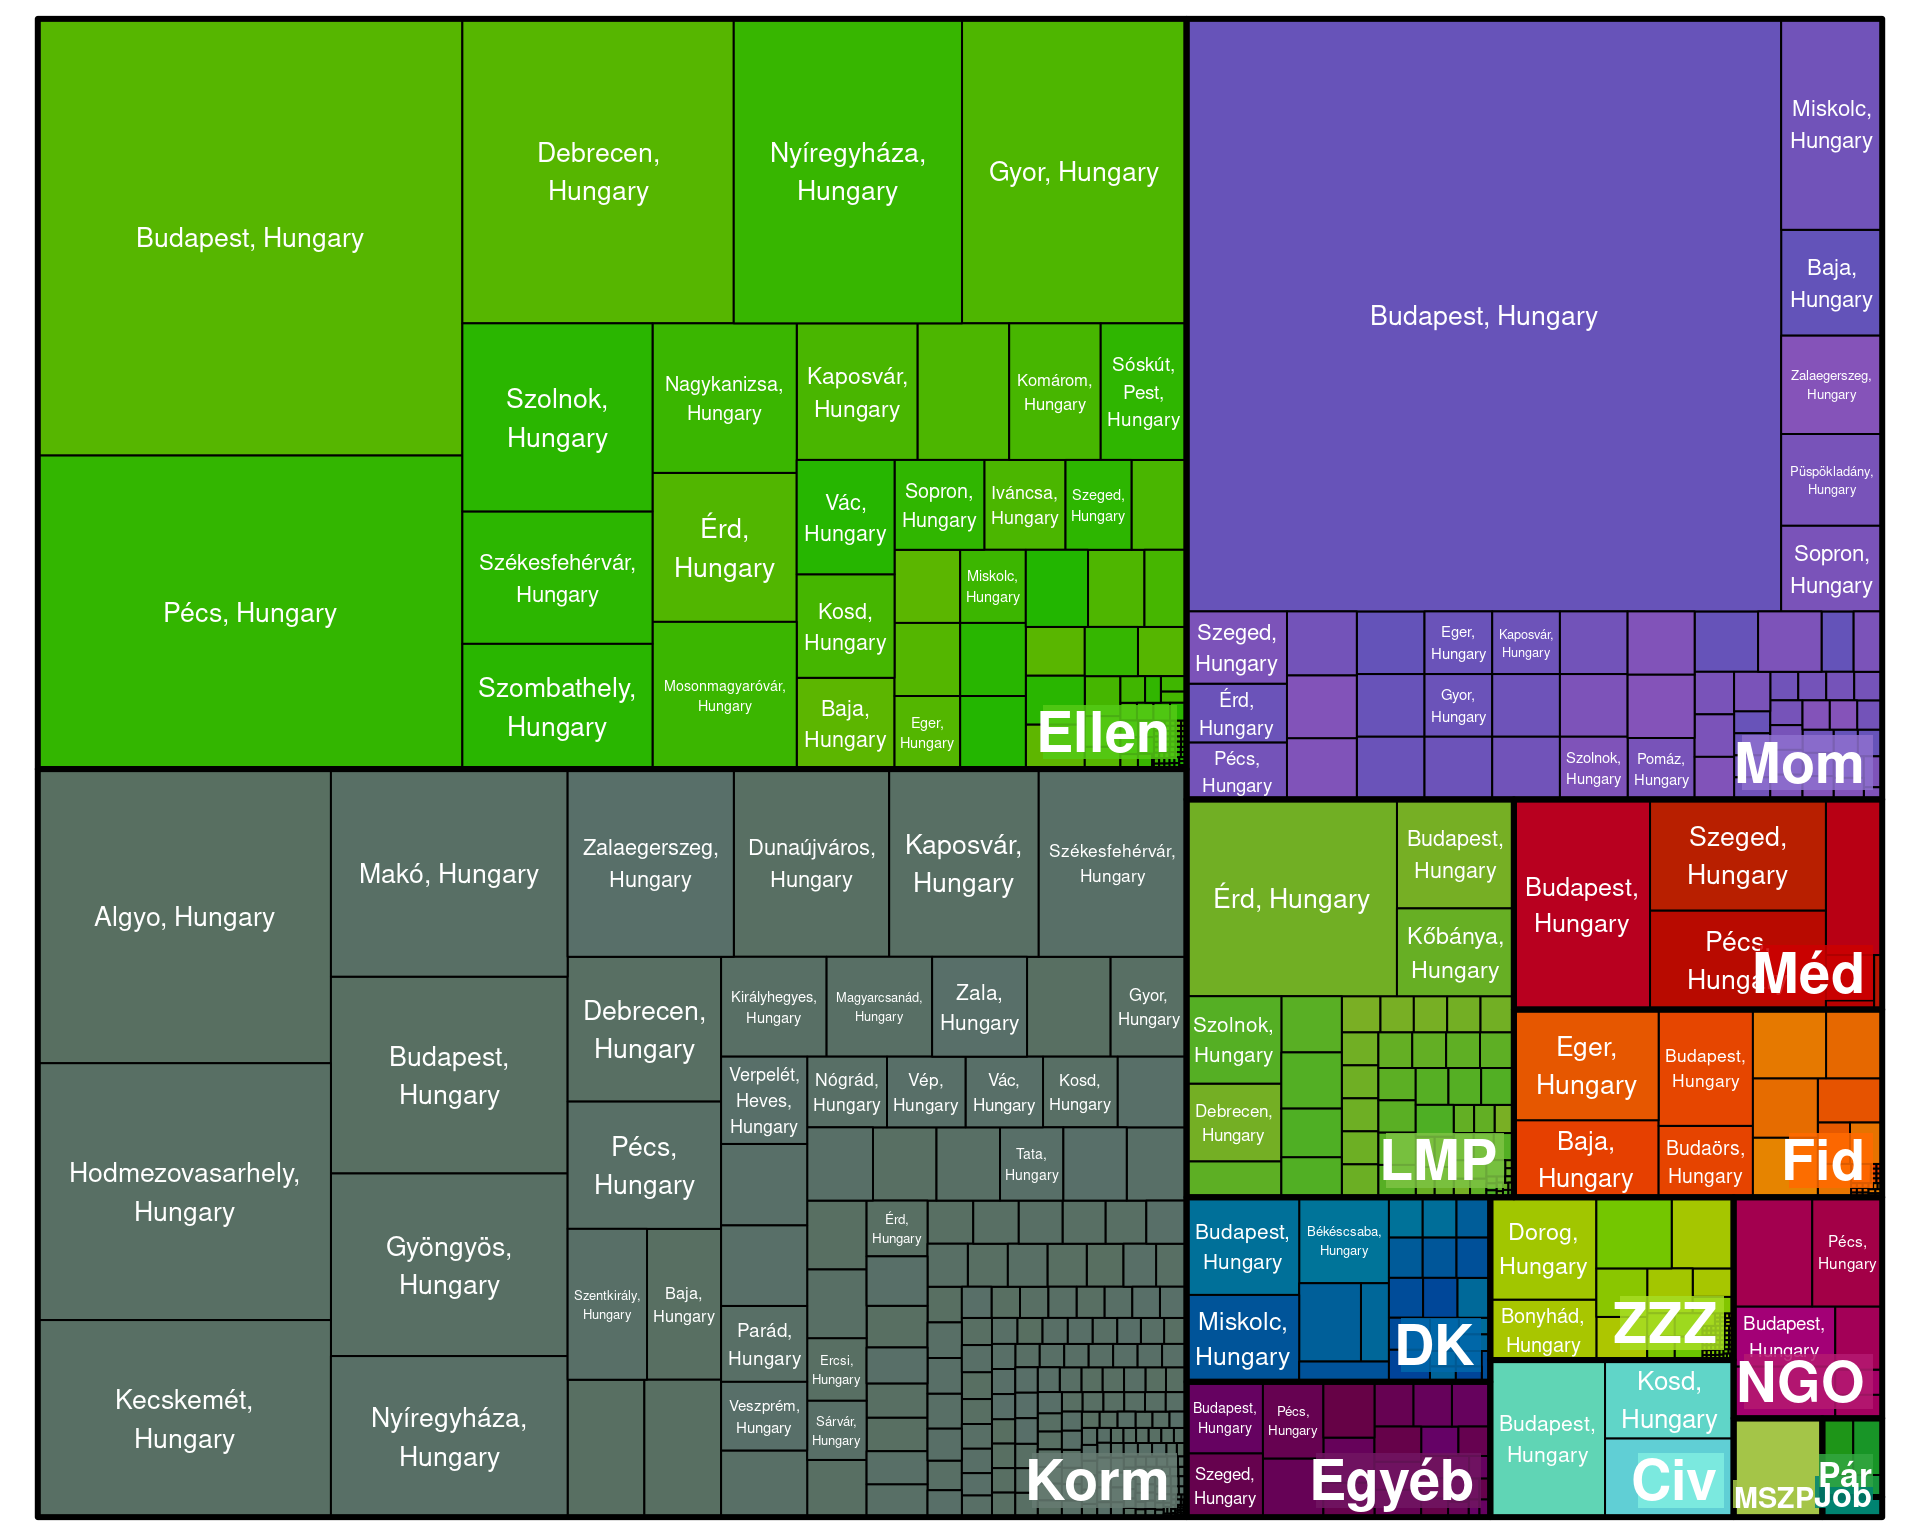 Budapest, Hungary
Pécs, Hungary
Debrecen,
Hungary
Nyíregyháza,
Hungary
Gyor, Hungary
Szolnok,
Hungary
Székesfehérvár,
Hungary
Szombathely,
Hungary
Nagykanizsa,
Hungary
Érd,
Hungary
Mosonmagyaróvár,
Hungary
Kaposvár,
Hungary
Komárom,
Hungary
Sóskút,
Pest,
Hungary
Vác,
Hungary
Kosd,
Hungary
Baja,
Hungary
Sopron,
Hungary
Iváncsa,
Hungary
Szeged,
Hungary
Miskolc,
Hungary
Eger,
Hungary
Ellen
Budapest, Hungary
Miskolc,
Hungary
Baja,
Hungary
Zalaegerszeg,
Hungary
Püspökladány,
Hungary
Sopron,
Hungary
Szeged,
Hungary
Érd,
Hungary
Pécs,
Hungary
Eger,
Hungary
Kaposvár,
Hungary
Gyor,
Hungary
Szolnok,
Hungary
Pomáz,
Hungary
Mom
Algyo, Hungary
Hodmezovasarhely,
Hungary
Kecskemét,
Hungary
Makó, Hungary
Budapest,
Hungary
Gyöngyös,
Hungary
Nyíregyháza,
Hungary
Zalaegerszeg,
Hungary
Dunaújváros,
Hungary
Kaposvár,
Hungary
Székesfehérvár,
Hungary
Debrecen,
Hungary
Pécs,
Hungary
Szentkirály,
Hungary
Baja,
Hungary
Királyhegyes,
Hungary
Magyarcsanád,
Hungary
Zala,
Hungary
Gyor,
Hungary
Verpelét,
Heves,
Hungary
Nógrád,
Hungary
Vép,
Hungary
Vác,
Hungary
Kosd,
Hungary
Tata,
Hungary
Érd,
Hungary
Parád,
Hungary
Ercsi,
Hungary
Veszprém,
Hungary
Sárvár,
Hungary
Korm
Érd, Hungary
Budapest,
Hungary
Kőbánya,
Hungary
Szolnok,
Hungary
Debrecen,
Hungary
LMP
Budapest,
Hungary
Szeged,
Hungary
Pécs,
Hunga
Méd
Eger,
Hungary
Baja,
Hungary
Budapest,
Hungary
Budaörs,
Hungary
Fid
Budapest,
Hungary
Békéscsaba,
Hungary
Miskolc,
Hungary
DK
Dorog,
Hungary
Bonyhád,
Hungary
ZZZ
Pécs,
Hungary
Budapest,
Hungary
NGO
Budapest,
Hungary
Pécs,
Hungary
Szeged,
Hungary
Egyéb
Budapest,
Hungary
Kosd,
Hungary
Civ
MSZP
Pár
Job